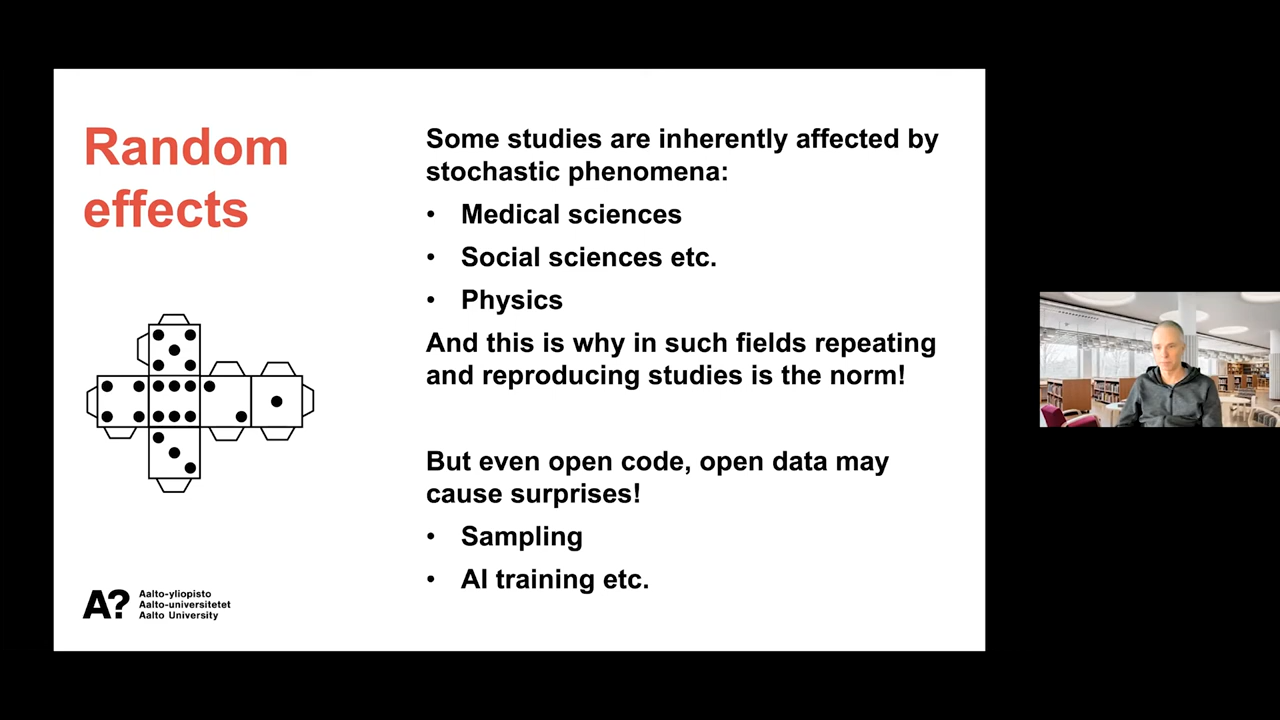 Random
effects
Some studies are inherently affected by
stochastic phenomena:
• Medical sciences
• Social sciences etc.
• Physics
And this is why in such fields repeating
and reproducing studies is the norm!
But even open code, open data may
cause surprises!
• Sampling
• AI training etc.
A?
Aalto-yliopisto
Aalto-universitetet
Aalto University